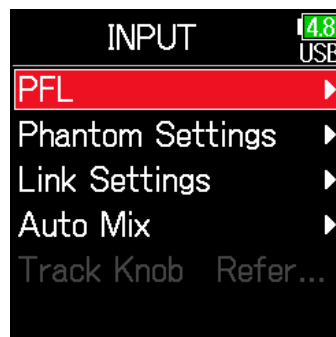 INPUT
4.8
USB
PFL
Phantom Settings
Link Settings
Auto Mix
Track Knob Refer...